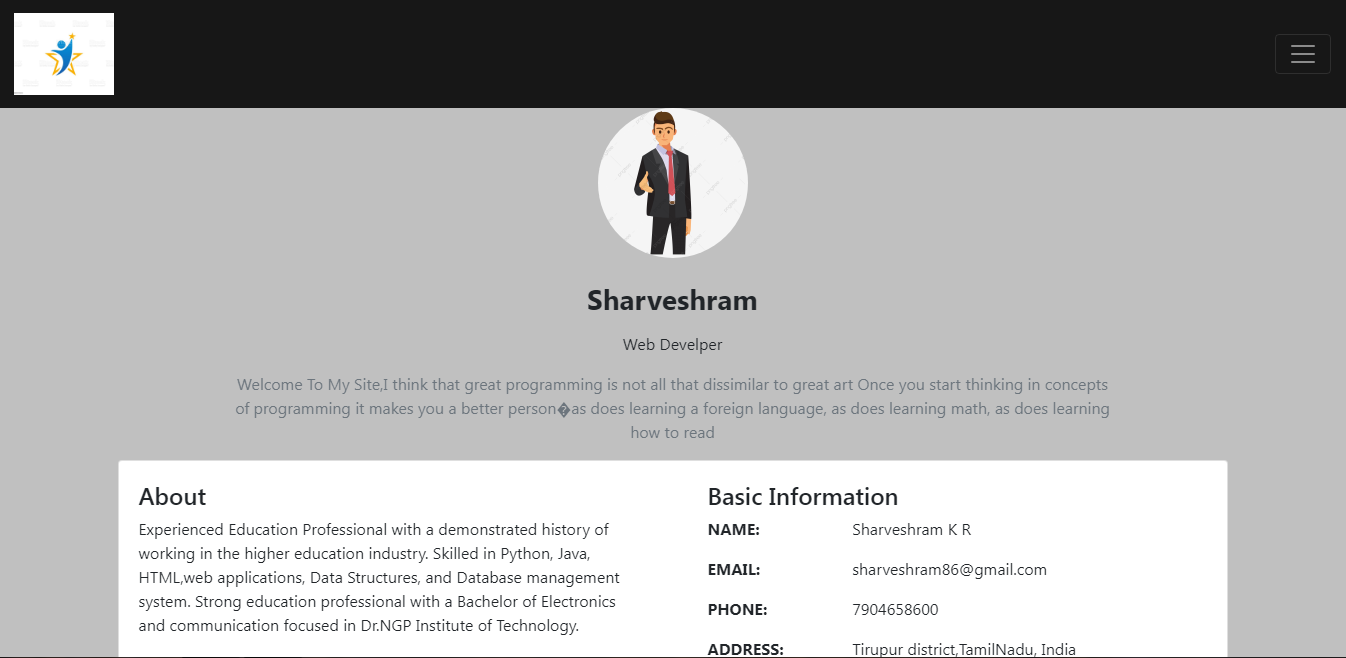 Sharveshram
Web Develper
Welcome To My Site,I think that great programming is not all that dissimilar to great art Once you start thinking in concepts
of programming it makes you a better person�as does learning a foreign language, as does learning math, as does learning
how to read
About
Experienced Education Professional with a demonstrated history of
working in the higher education industry. Skilled in Python, Java,
HTML,web applications, Data Structures, and Database management
system. Strong education professional with a Bachelor of Electronics
and communication focused in Dr.NGP Institute of Technology.
Basic Information
NAME: Sharveshram K R
EMAIL: sharveshram86@gmail.com
PHONE: 7904658600
ADDRESS: Tirupur district,TamilNadu, India